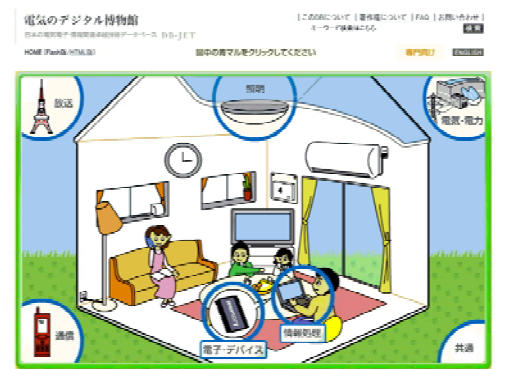 電気のデジタル博物館
|このDBについて |著作権について |FAQ |お問い合わせ|
日本の電気電子・情報関連卓越技術データベース DB-JET
キーワード検索はこちら
検索
HOME (Flash版/HTML版)
図中の青マルをクリックしてください
専門向け
ENGLISH
放送
照明
電気・電力
4
通信
電子・デバイス
情報処理
共通